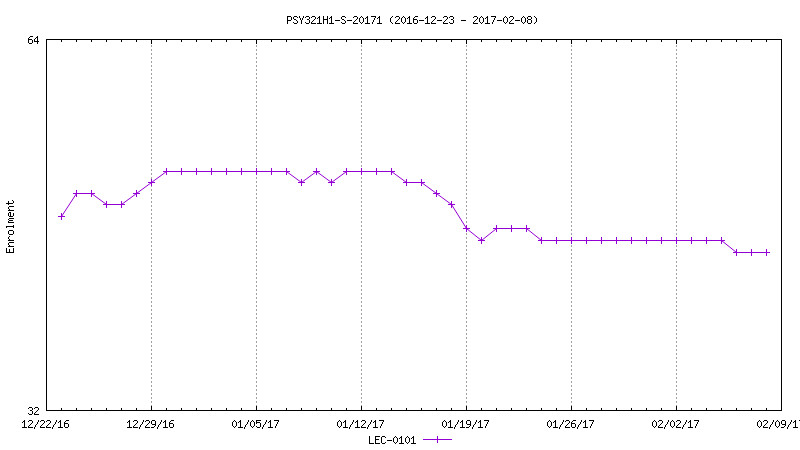 PSY321H1-S-20171 (2016-12-23 - 2017-02-08)
64
Enrolment
32
12/22/16 12/29/16 01/05/17 01/12/17 01/19/17 01/26/17 02/02/17 02/09/1
LEC-0101